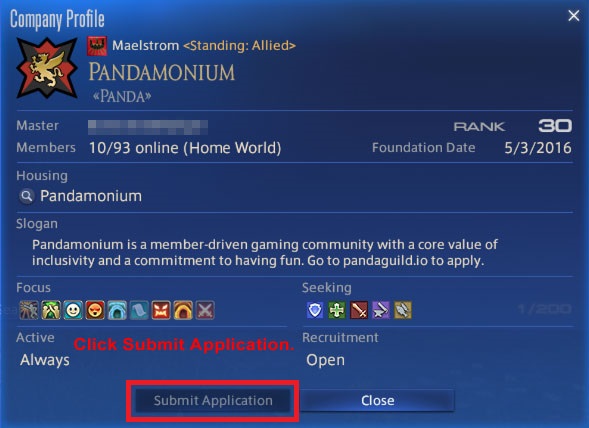 Company Profile
Maelstrom <Standing: Allied>
PANDAMONIUM
«PANDA»
Master
RANK 30
Members 10/93 online (Home World)
Foundation Date 5/3/2016
Housing
Pandamonium
Slogan
Pandamonium is a member-driven gaming community with a core value of
inclusivity and a commitment to having fun. Go to pandaguild.io to apply.
Focus
Seeking
1/200
Active
Click Submit Application.
Recruitment
Always
Open
Submit Application
Close